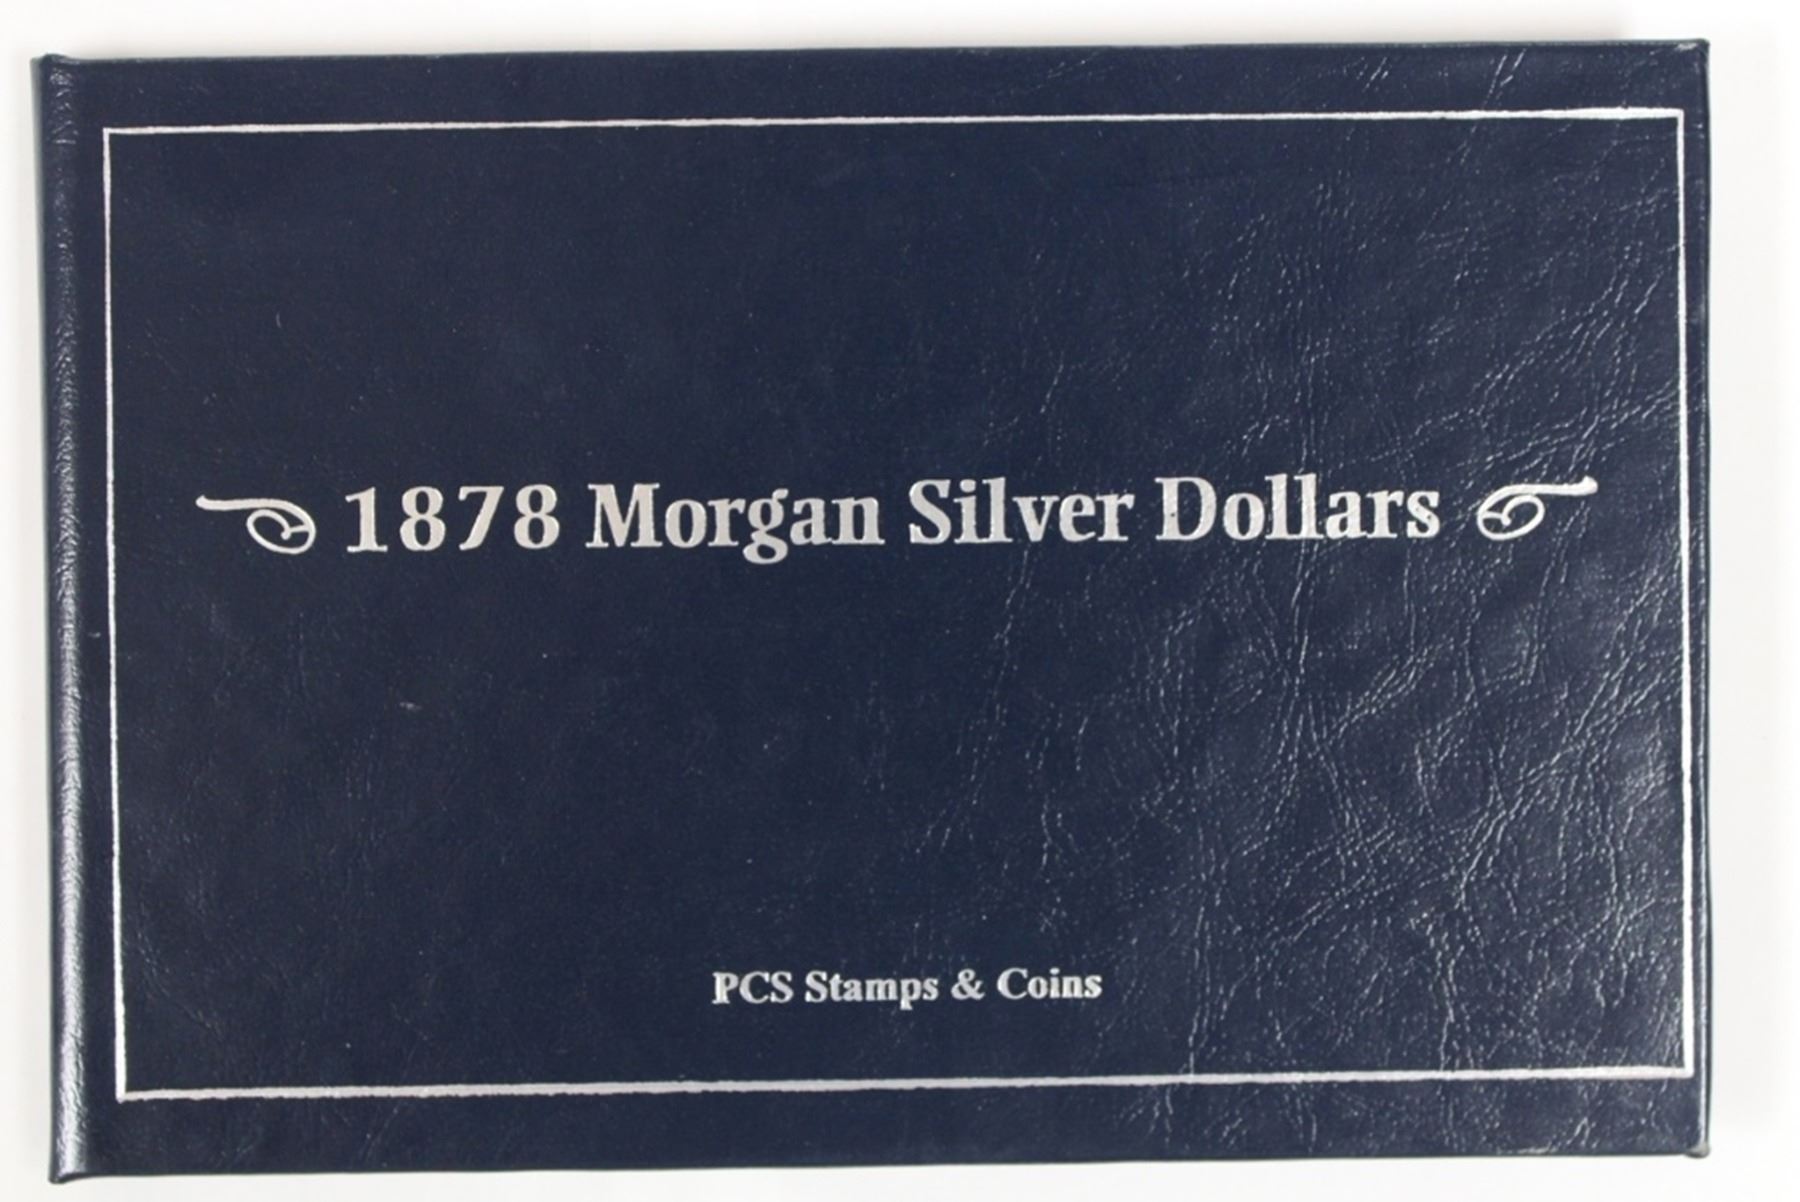 1878 Morgan Silver Dollars
PCS Stamps & Coins